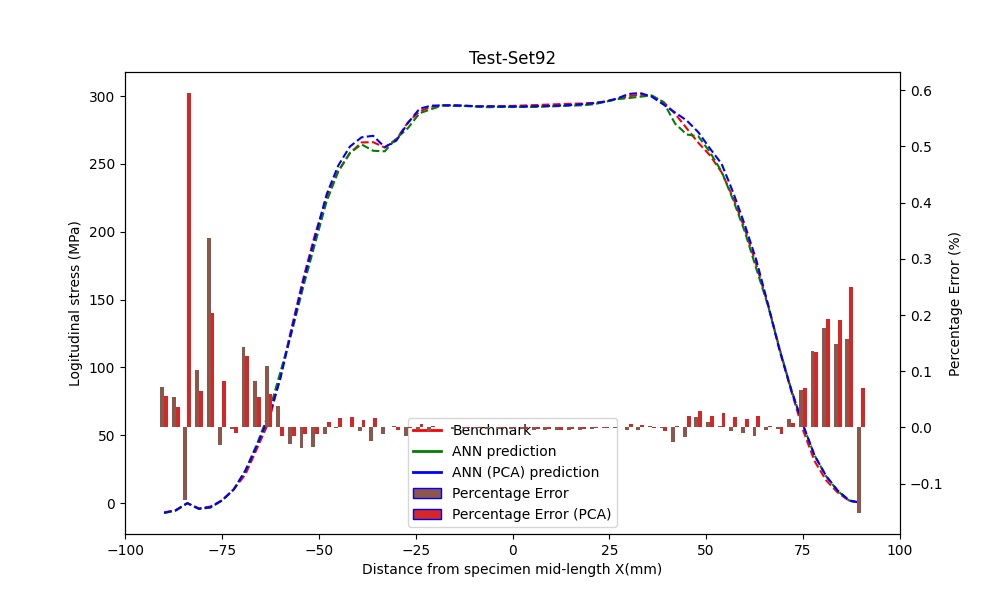 Test-Set92
Logitudinal stress (MPa)
300
250
200
150
100
50
0
0.6
0.5
0.4
0.3
0.2
0.1
0.0
−0.1
Percentage Error (%)
Benchmark
ANN prediction
ANN (PCA) prediction
Percentage Error
Percentage Error (PCA)
−100 −75 −50 −25 0 25 50 75 100
Distance from specimen mid-length X(mm)